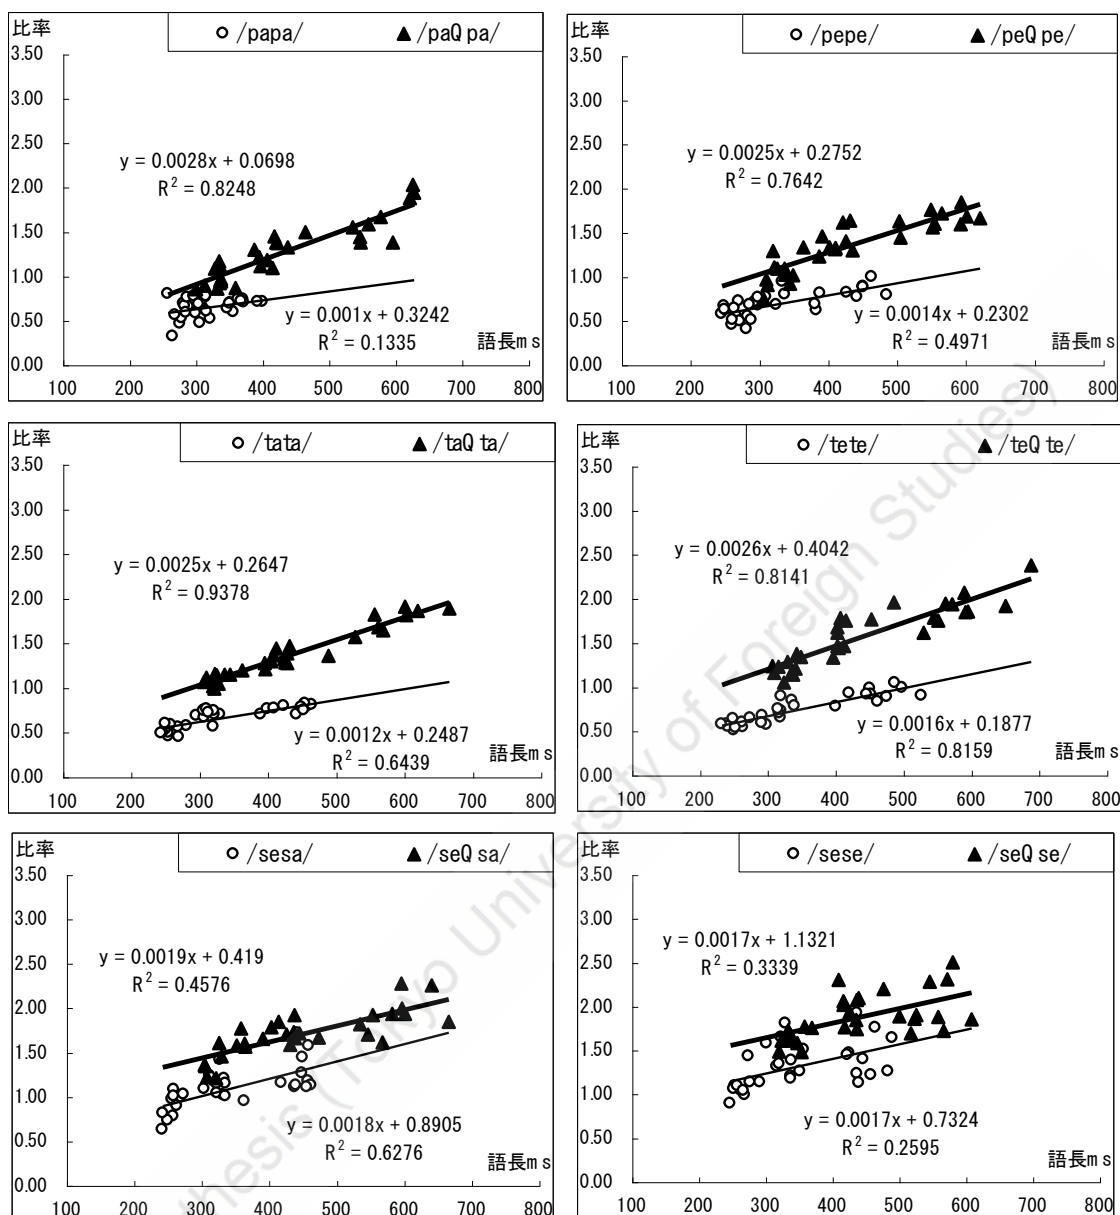 比率
○ /papa/ ▲ /paQ pa/
3.50
3.00
2.50
2.00
1.50
1.00
0.50
0.00
y = 0.0028x + 0.0698
R² = 0.8248
y = 0.001x + 0.3242
R² = 0.1335
語長ms
100 200 300 400 500 600 700 800
比率
○ /pepe/ ▲ /peQ pe/
3.50
3.00
2.50
2.00
1.50
1.00
0.50
0.00
y = 0.0025x + 0.2752
R² = 0.7642
y = 0.0014x + 0.2302
R² = 0.4971
語長ms
100 200 300 400 500 600 700 800
比率
○ /tata/ ▲ /taQ ta/
3.50
3.00
2.50
2.00
1.50
1.00
0.50
0.00
y = 0.0025x + 0.2647
R² = 0.9378
y = 0.0012x + 0.2487
R² = 0.6439
語長ms
100 200 300 400 500 600 700 800
比率
○ /tete/ ▲ /teQ te/
3.50
3.00
2.50
2.00
1.50
1.00
0.50
0.00
y = 0.0026x + 0.4042
R² = 0.8141
y = 0.0016x + 0.1877
R² = 0.8159
語長ms
100 200 300 400 500 600 700 800
比率
○ /sesa/ ▲ /seQ sa/
3.50
3.00
2.50
2.00
1.50
1.00
0.50
0.00
y = 0.0019x + 0.419
R² = 0.4576
y = 0.0018x + 0.8905
R² = 0.6276
語長ms
100 200 300 400 500 600 700 800
比率
○ /sese/ ▲ /seQ se/
3.50
3.00
2.50
2.00
1.50
1.00
0.50
0.00
y = 0.0017x + 1.1321
R² = 0.3339
y = 0.0017x + 0.7324
R² = 0.2595
語長ms
100 200 300 400 500 600 700 800
thesis (Tokyo University of Foreign Studies)